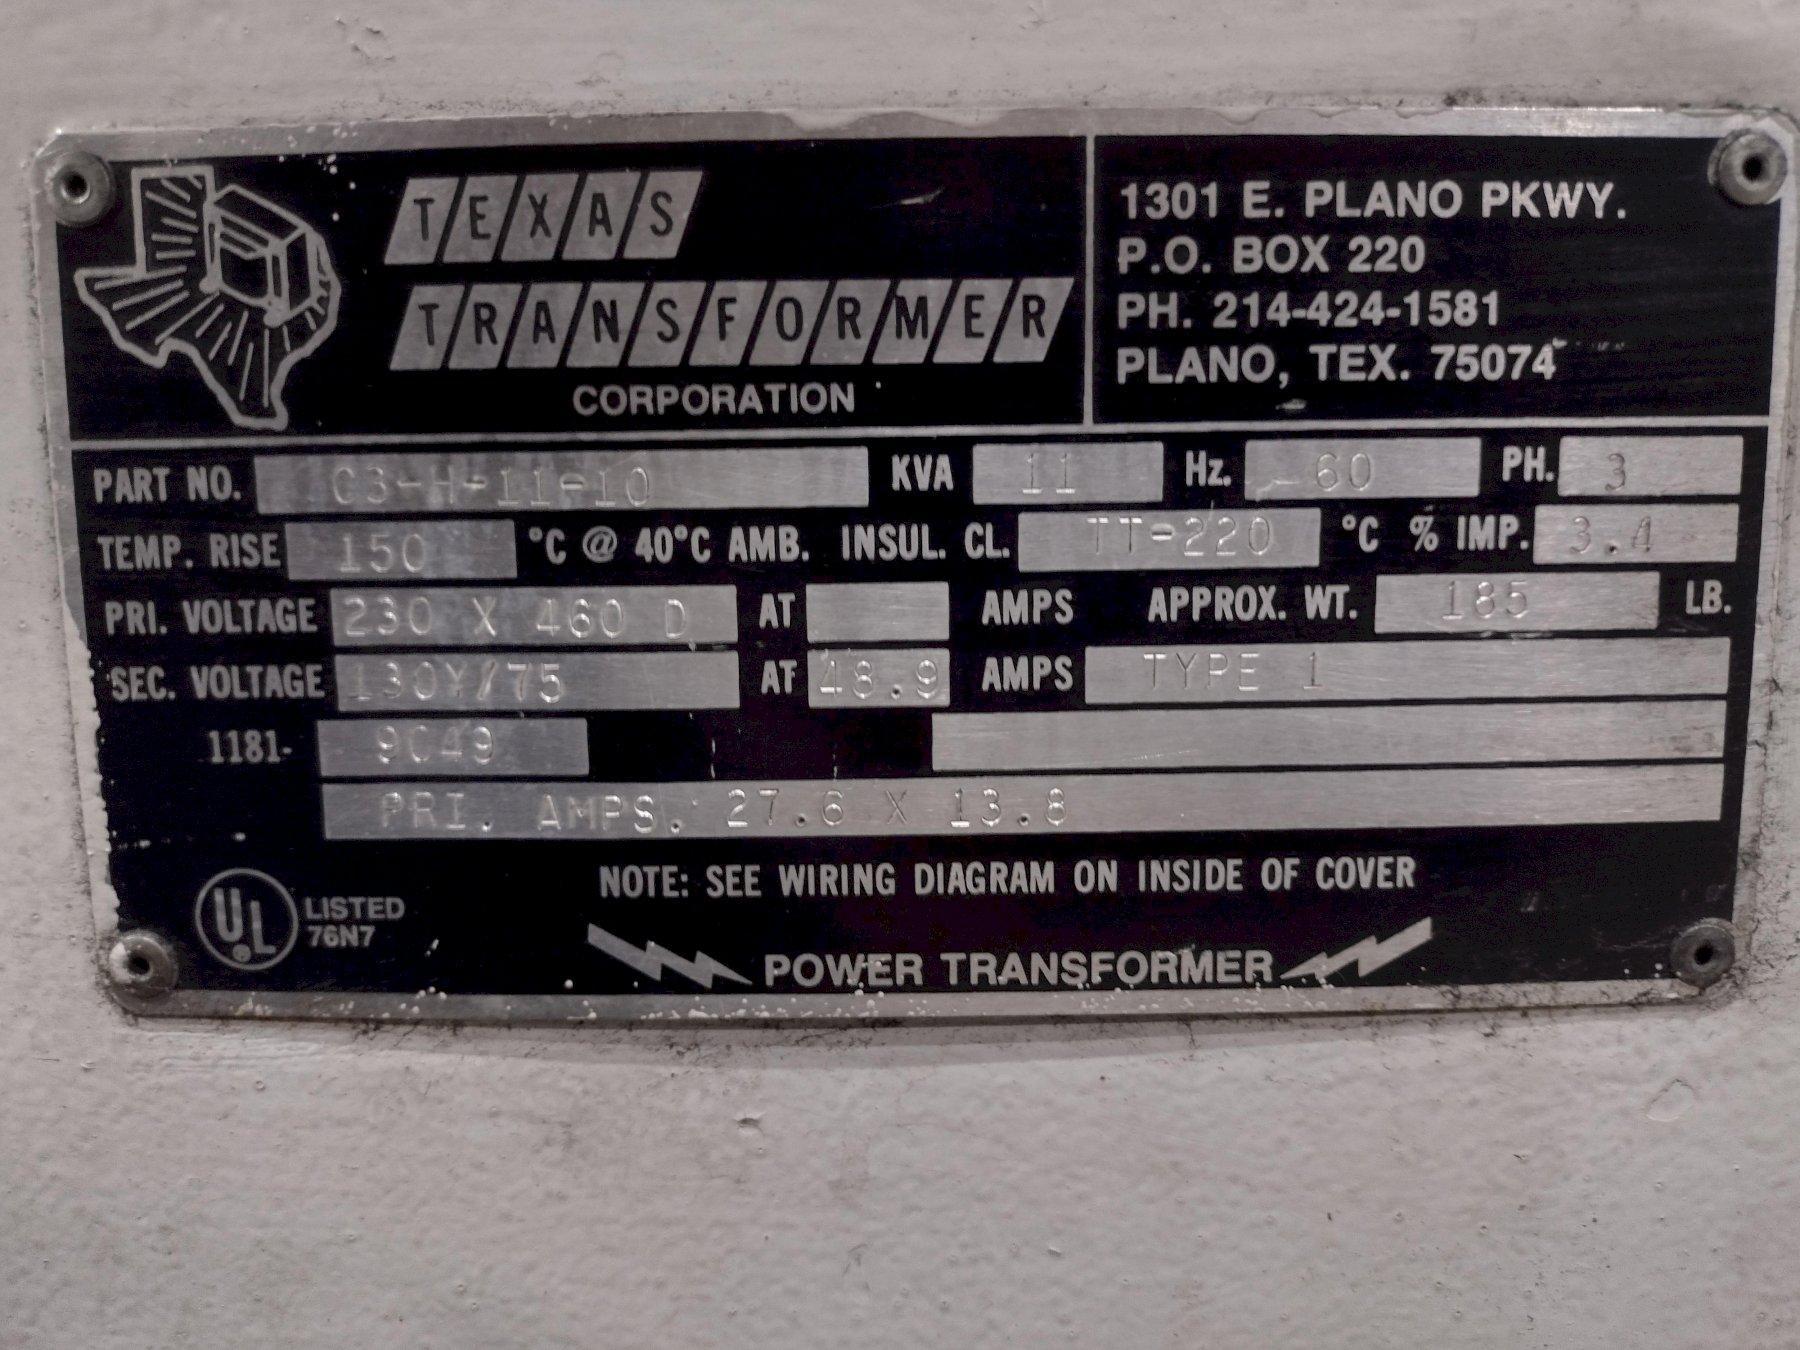 TEXAS
TRANSFORMER
CORPORATION
1301 E. PLANO PKWY.
P.O. BOX 220
PH. 214-424-1581
PLANO, TEX. 75074
PART NO. C3-H-11-10 KVA 11 Hz. 60 PH. 3
TEMP. RISE 150 °C @ 40°C AMB. INSUL. CL. TT-220 °C % IMP. 3.4
PRI. VOLTAGE 230 X 460 D AT AMPS APPROX. WT. 185 LB.
SEC. VOLTAGE 130Y/75 AT 48.9 AMPS TYPE 1
1181- 9C49
PRI. AMPS. 27.6 X 13.8
NOTE: SEE WIRING DIAGRAM ON INSIDE OF COVER
UL LISTED
76N7
POWER TRANSFORMER